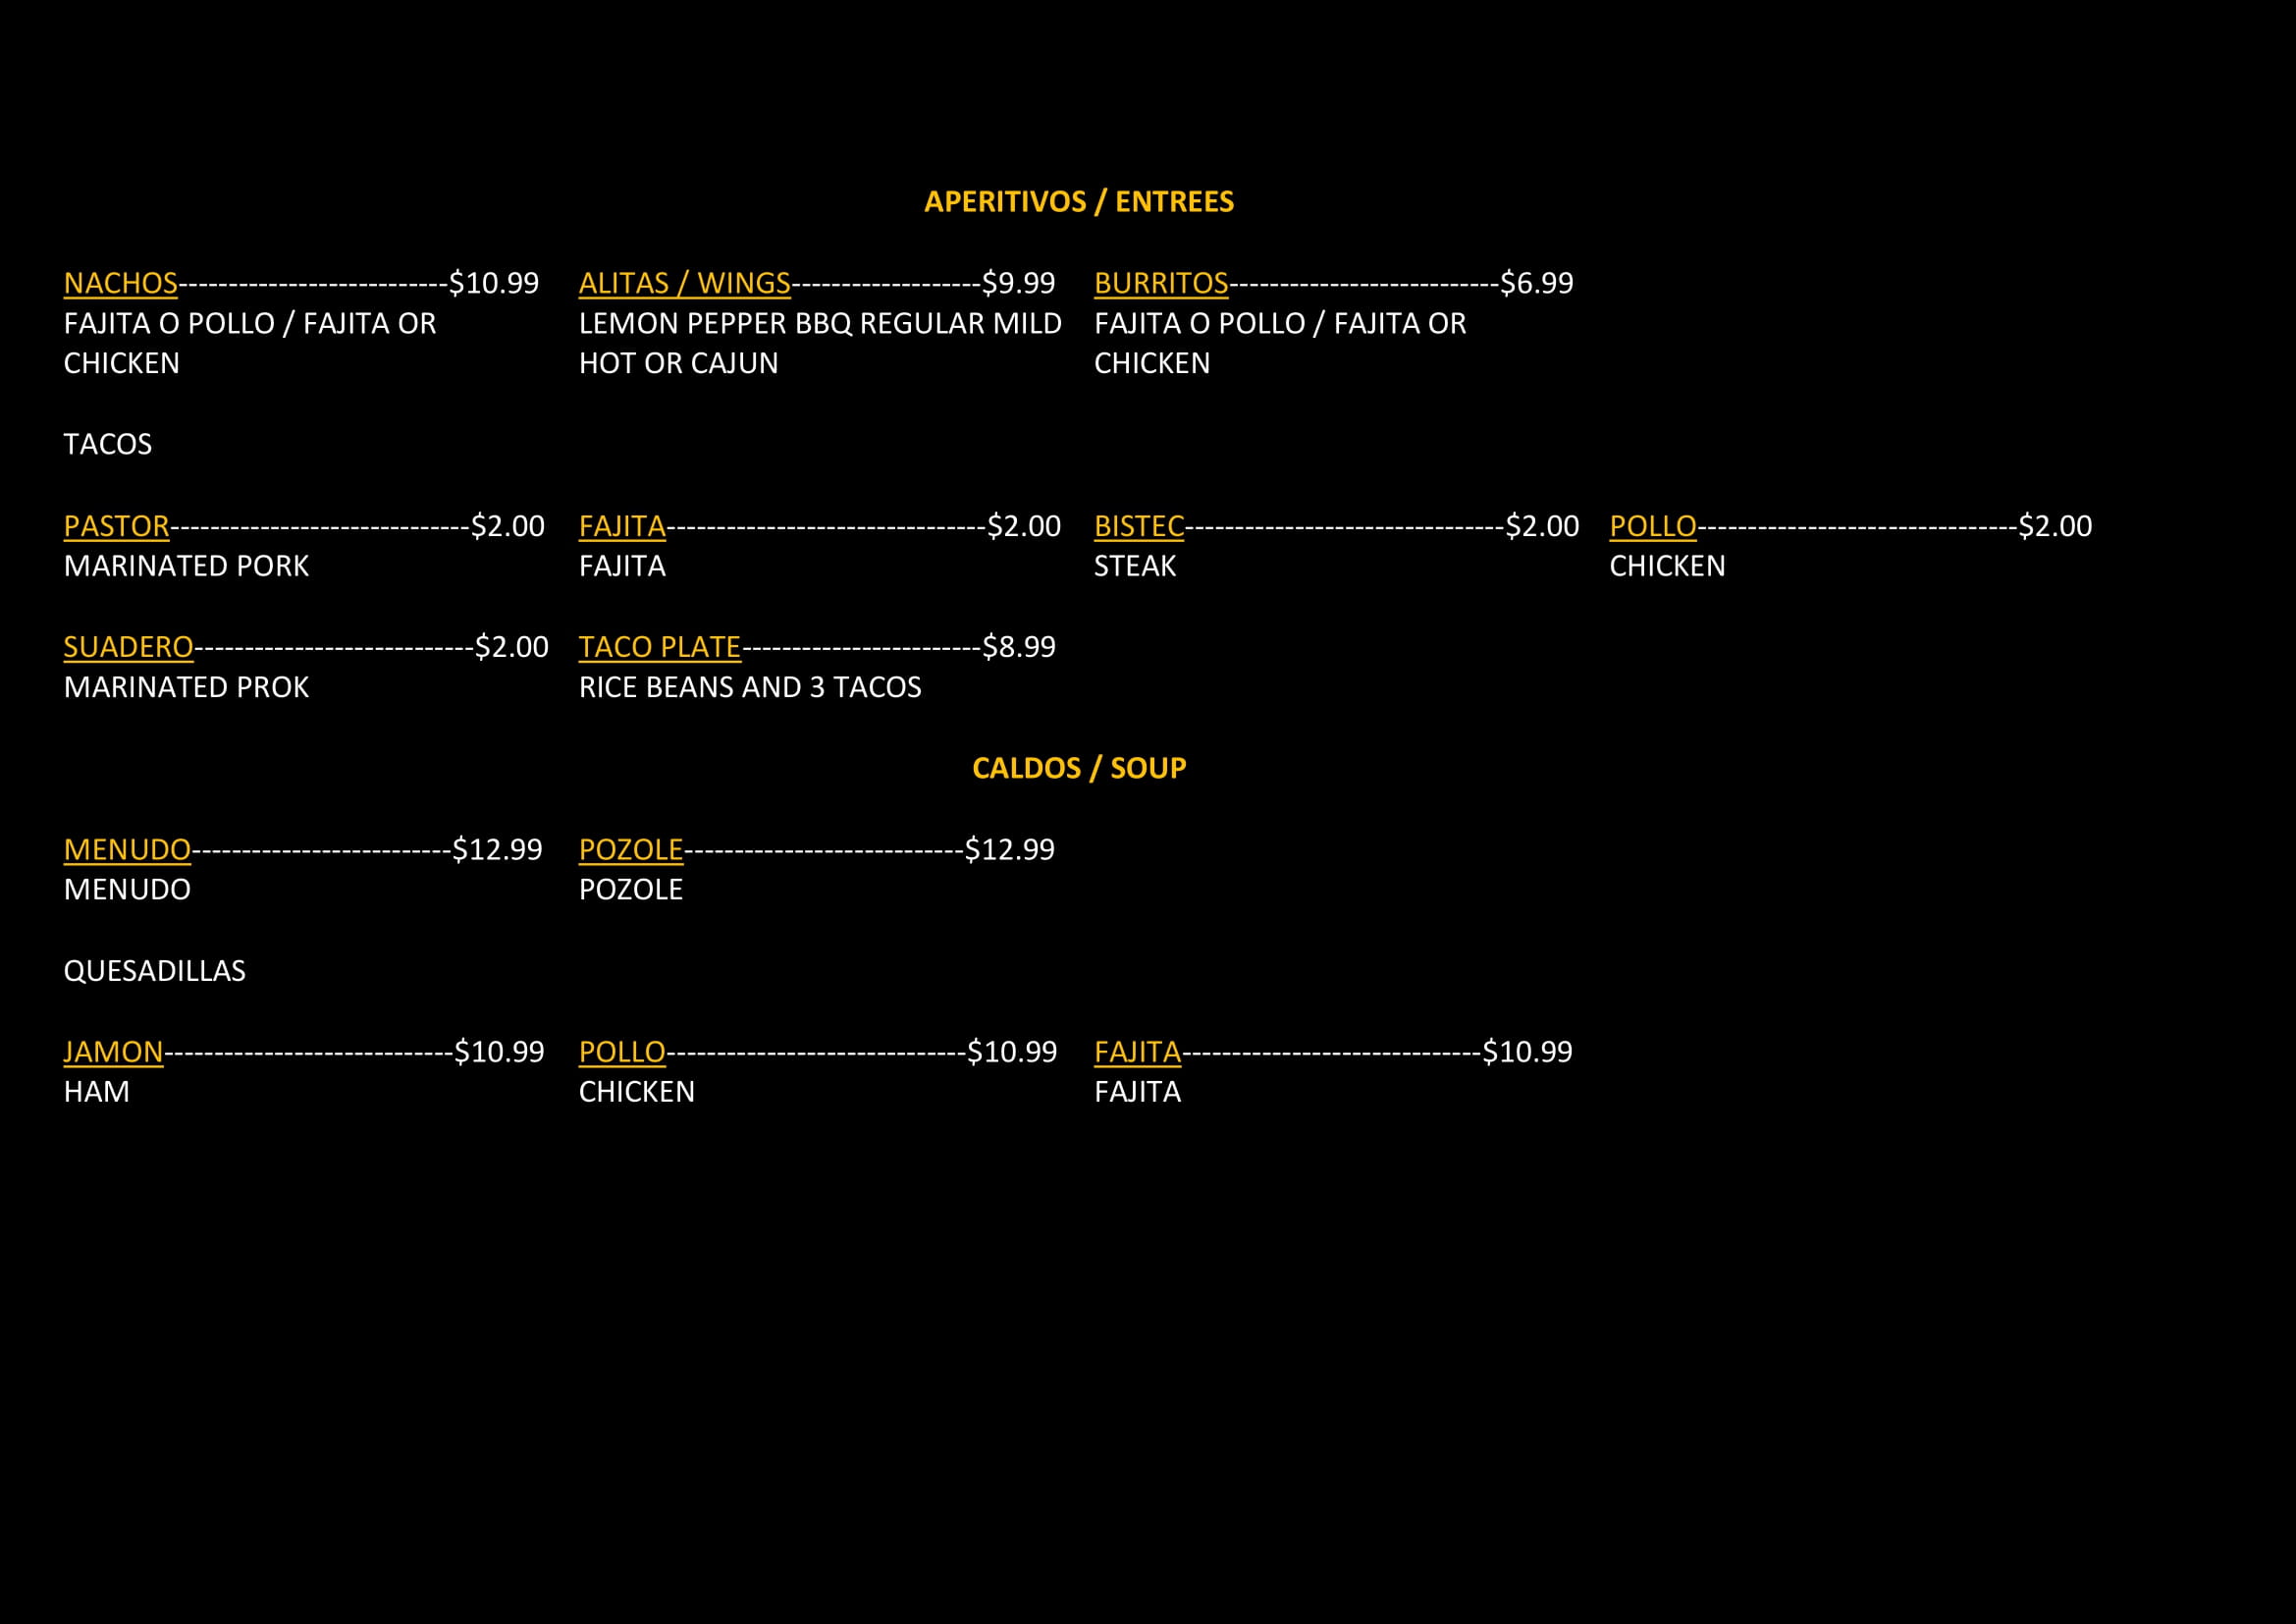 APERITIVOS / ENTREES
NACHOS---------------------------$10.99
FAJITA O POLLO / FAJITA OR
CHICKEN
ALITAS / WINGS-------------------$9.99
LEMON PEPPER BBQ REGULAR MILD
HOT OR CAJUN
BURRITOS---------------------------$6.99
FAJITA O POLLO / FAJITA OR
CHICKEN
TACOS
PASTOR------------------------------$2.00
MARINATED PORK
FAJITA--------------------------------$2.00
FAJITA
BISTEC--------------------------------$2.00
STEAK
POLLO--------------------------------$2.00
CHICKEN
SUADERO----------------------------$2.00
MARINATED PROK
TACO PLATE------------------------$8.99
RICE BEANS AND 3 TACOS
CALDOS / SOUP
MENUDO--------------------------$12.99
MENUDO
POZOLE----------------------------$12.99
POZOLE
QUESADILLAS
JAMON-----------------------------$10.99
HAM
POLLO------------------------------$10.99
CHICKEN
FAJITA------------------------------$10.99
FAJITA